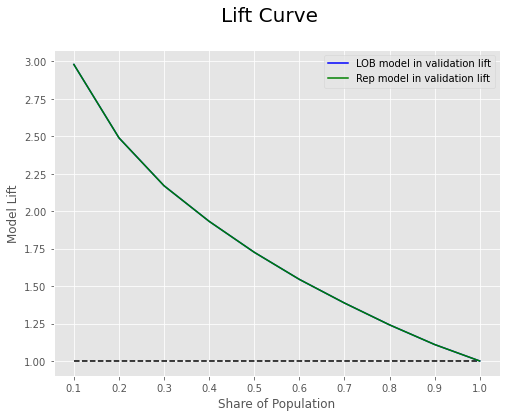 Lift Curve
LOB model in validation lift
Rep model in validation lift
3.00
2.75
2.50
2.25
2.00
1.75
1.50
1.25
1.00
Model Lift
0.1 0.2 0.3 0.4 0.5 0.6 0.7 0.8 0.9 1.0
Share of Population